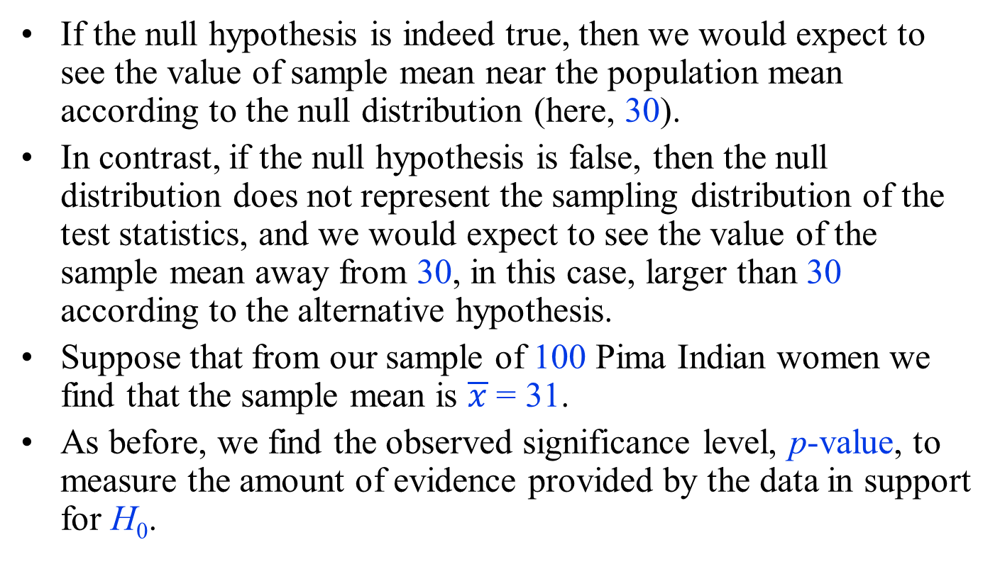 • If the null hypothesis is indeed true, then we would expect to
see the value of sample mean near the population mean
according to the null distribution (here, 30).
• In contrast, if the null hypothesis is false, then the null
distribution does not represent the sampling distribution of the
test statistics, and we would expect to see the value of the
sample mean away from 30, in this case, larger than 30
according to the alternative hypothesis.
• Suppose that from our sample of 100 Pima Indian women we
find that the sample mean is x̅ = 31.
• As before, we find the observed significance level, p-value, to
measure the amount of evidence provided by the data in support
for H₀.